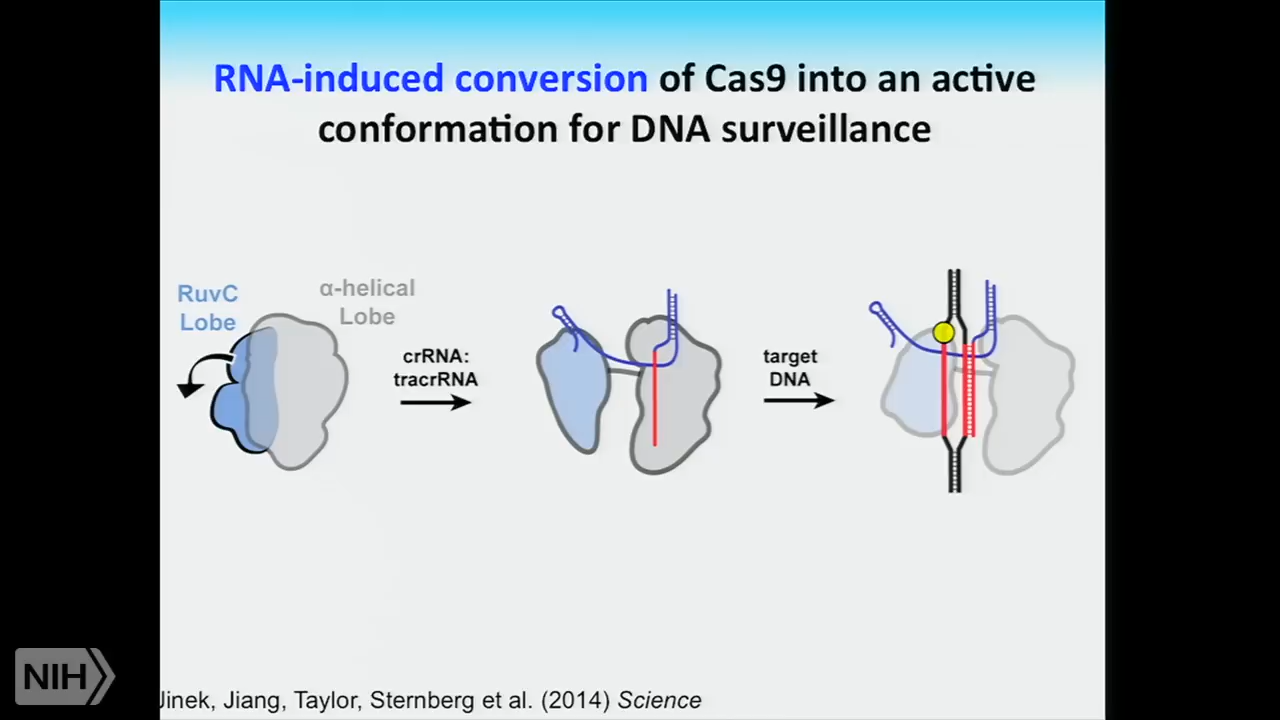 RNA-induced conversion of Cas9 into an active
conformation for DNA surveillance
RuvC
Lobe
α-helical
Lobe
crRNA:
tracrRNA
target
DNA
NIH
Jinek, Jiang, Taylor, Sternberg et al. (2014) Science